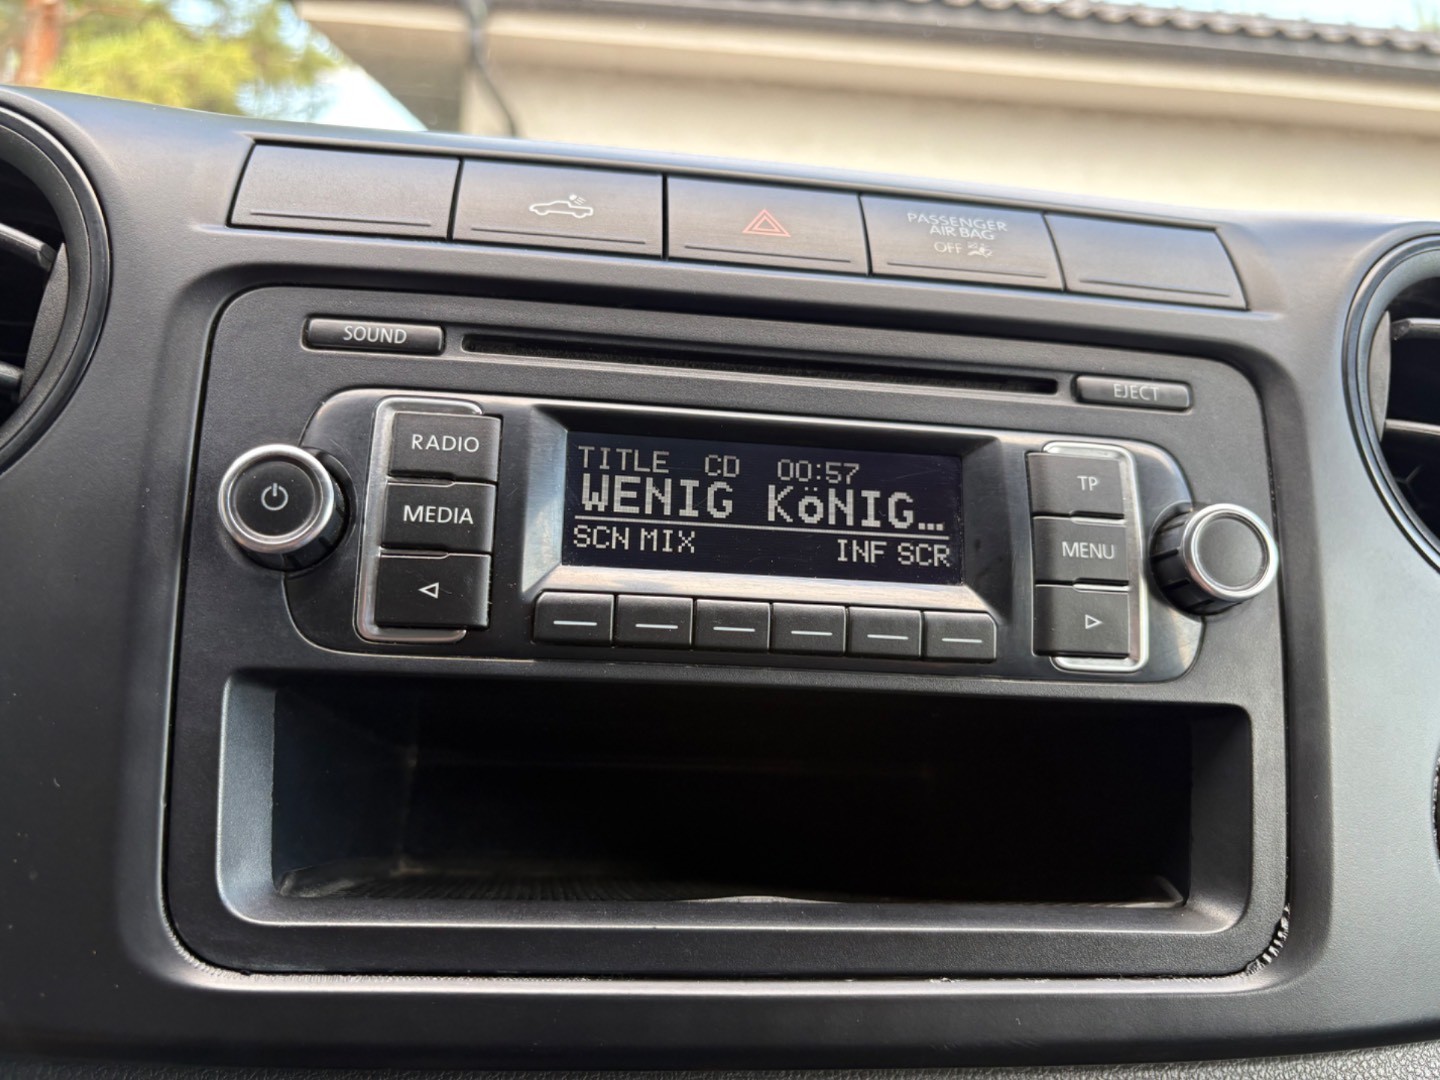 PASSENGER
AIR BAG
OFF
SOUND
EJECT
RADIO
MEDIA
TITLE CD 00:57
WENIG KöNIG...
SCN MIX INF SCR
TP
MENU